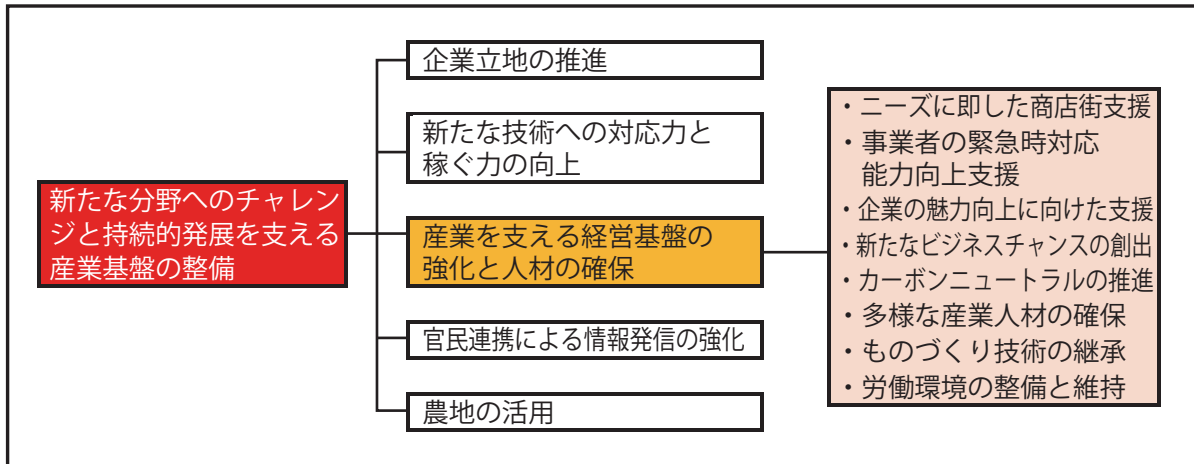 新たな分野へのチャレン
ジと持続的発展を支える
産業基盤の整備
企業立地の推進
新たな技術への対応力と
稼ぐ力の向上
産業を支える経営基盤の
強化と人材の確保
官民連携による情報発信の強化
農地の活用
・ニーズに即した商店街支援
・事業者の緊急時対応
能力向上支援
・企業の魅力向上に向けた支援
・新たなビジネスチャンスの創出
・カーボンニュートラルの推進
・多様な産業人材の確保
・ものづくり技術の継承
・労働環境の整備と維持